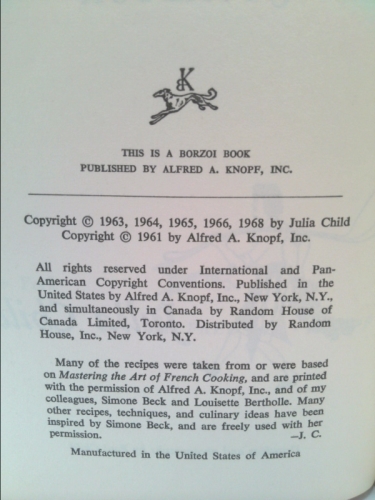 K
THIS IS A BORZOI BOOK
PUBLISHED BY ALFRED A. KNOPF, INC.
Copyright © 1963, 1964, 1965, 1966, 1968 by Julia Child
Copyright © 1961 by Alfred A. Knopf, Inc.
All rights reserved under International and Pan-
American Copyright Conventions. Published in the
United States by Alfred A. Knopf, Inc., New York, N.Y.,
and simultaneously in Canada by Random House of
Canada Limited, Toronto. Distributed by Random
House, Inc., New York, N.Y.
Many of the recipes were taken from or were based
on Mastering the Art of French Cooking, and are printed
with the permission of Alfred A. Knopf, Inc., and of my
colleagues, Simone Beck and Louisette Bertholle. Many
other recipes, techniques, and culinary ideas have been
inspired by Simone Beck, and are freely used with her
permission. —J. C.
Manufactured in the United States of America